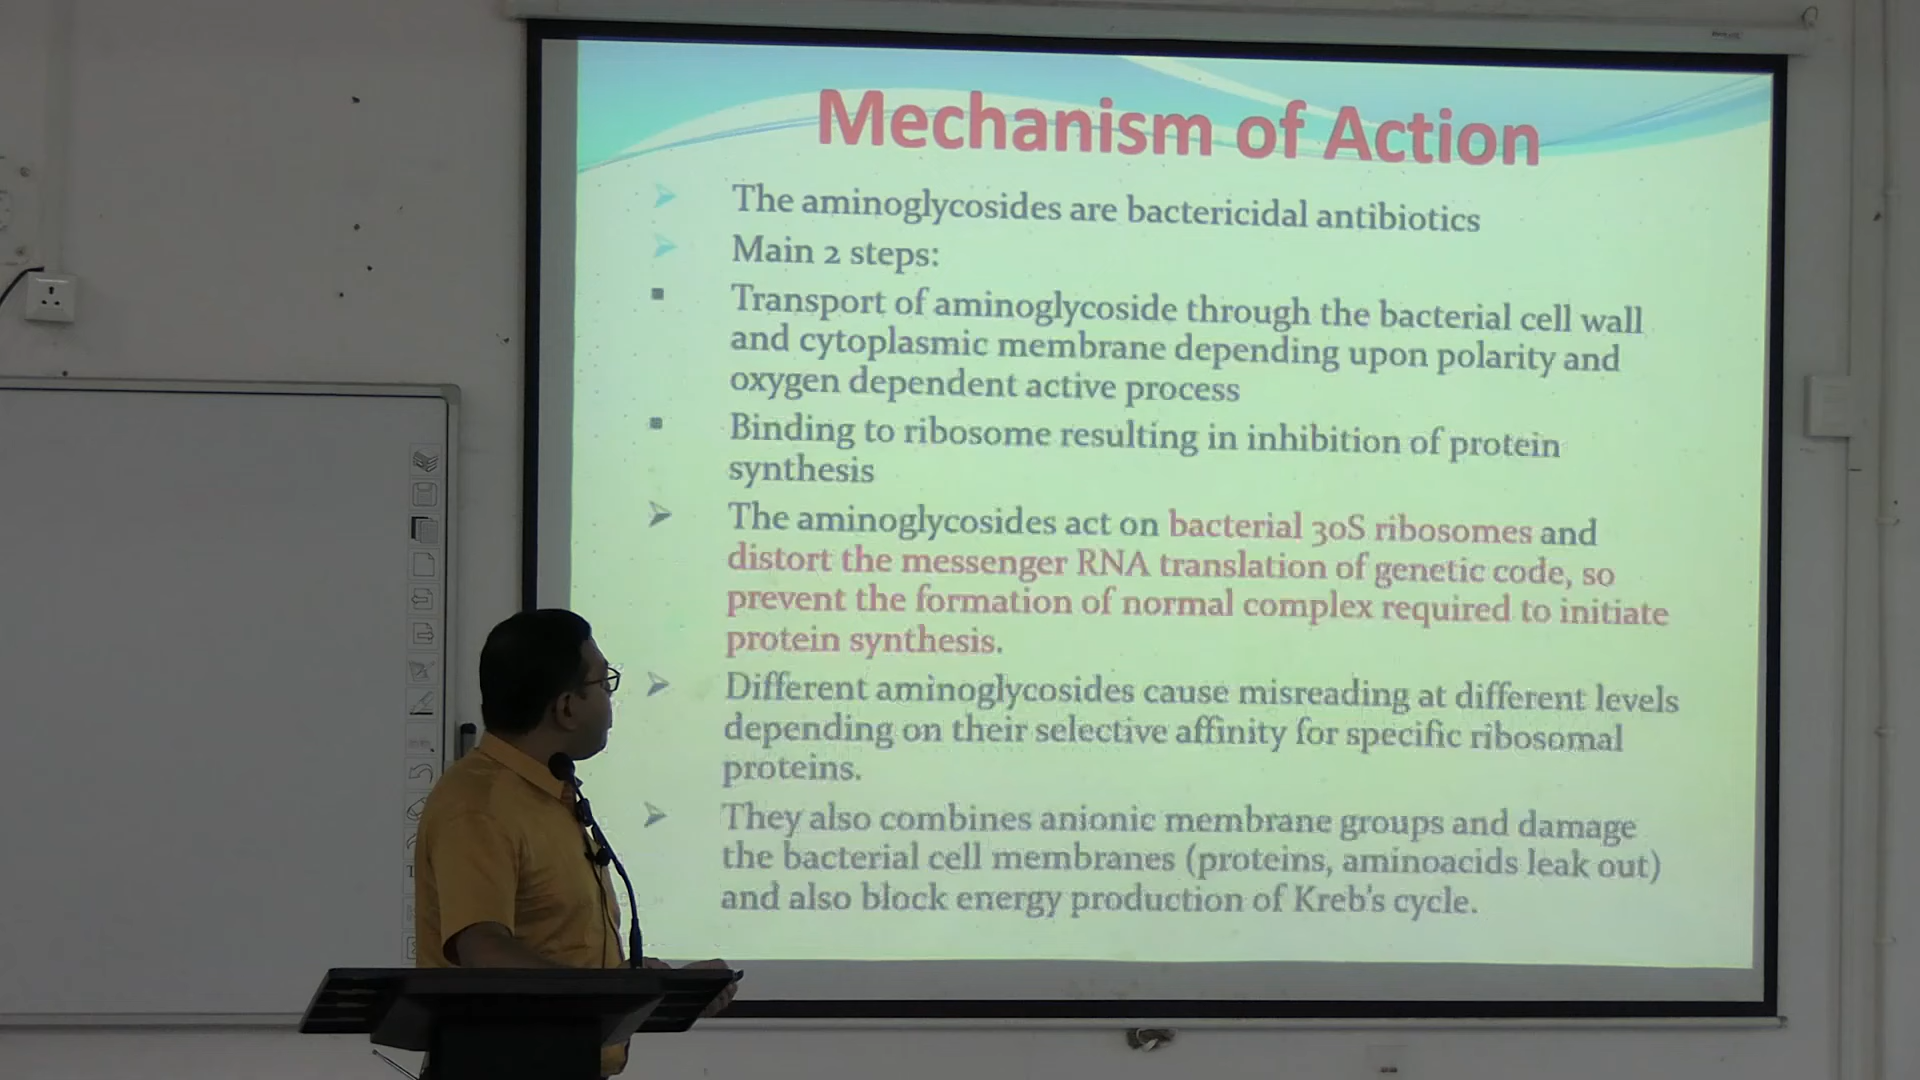 Mechanism of Action
The aminoglycosides are bactericidal antibiotics
Main 2 steps:
Transport of aminoglycoside through the bacterial cell wall
and cytoplasmic membrane depending upon polarity and
oxygen dependent active process
Binding to ribosome resulting in inhibition of protein
synthesis
The aminoglycosides act on bacterial 30S ribosomes and
distort the messenger RNA translation of genetic code, so
prevent the formation of normal complex required to initiate
protein synthesis.
Different aminoglycosides cause misreading at different levels
depending on their selective affinity for specific ribosomal
proteins.
They also combines anionic membrane groups and damage
the bacterial cell membranes (proteins, aminoacids leak out)
and also block energy production of Kreb's cycle.